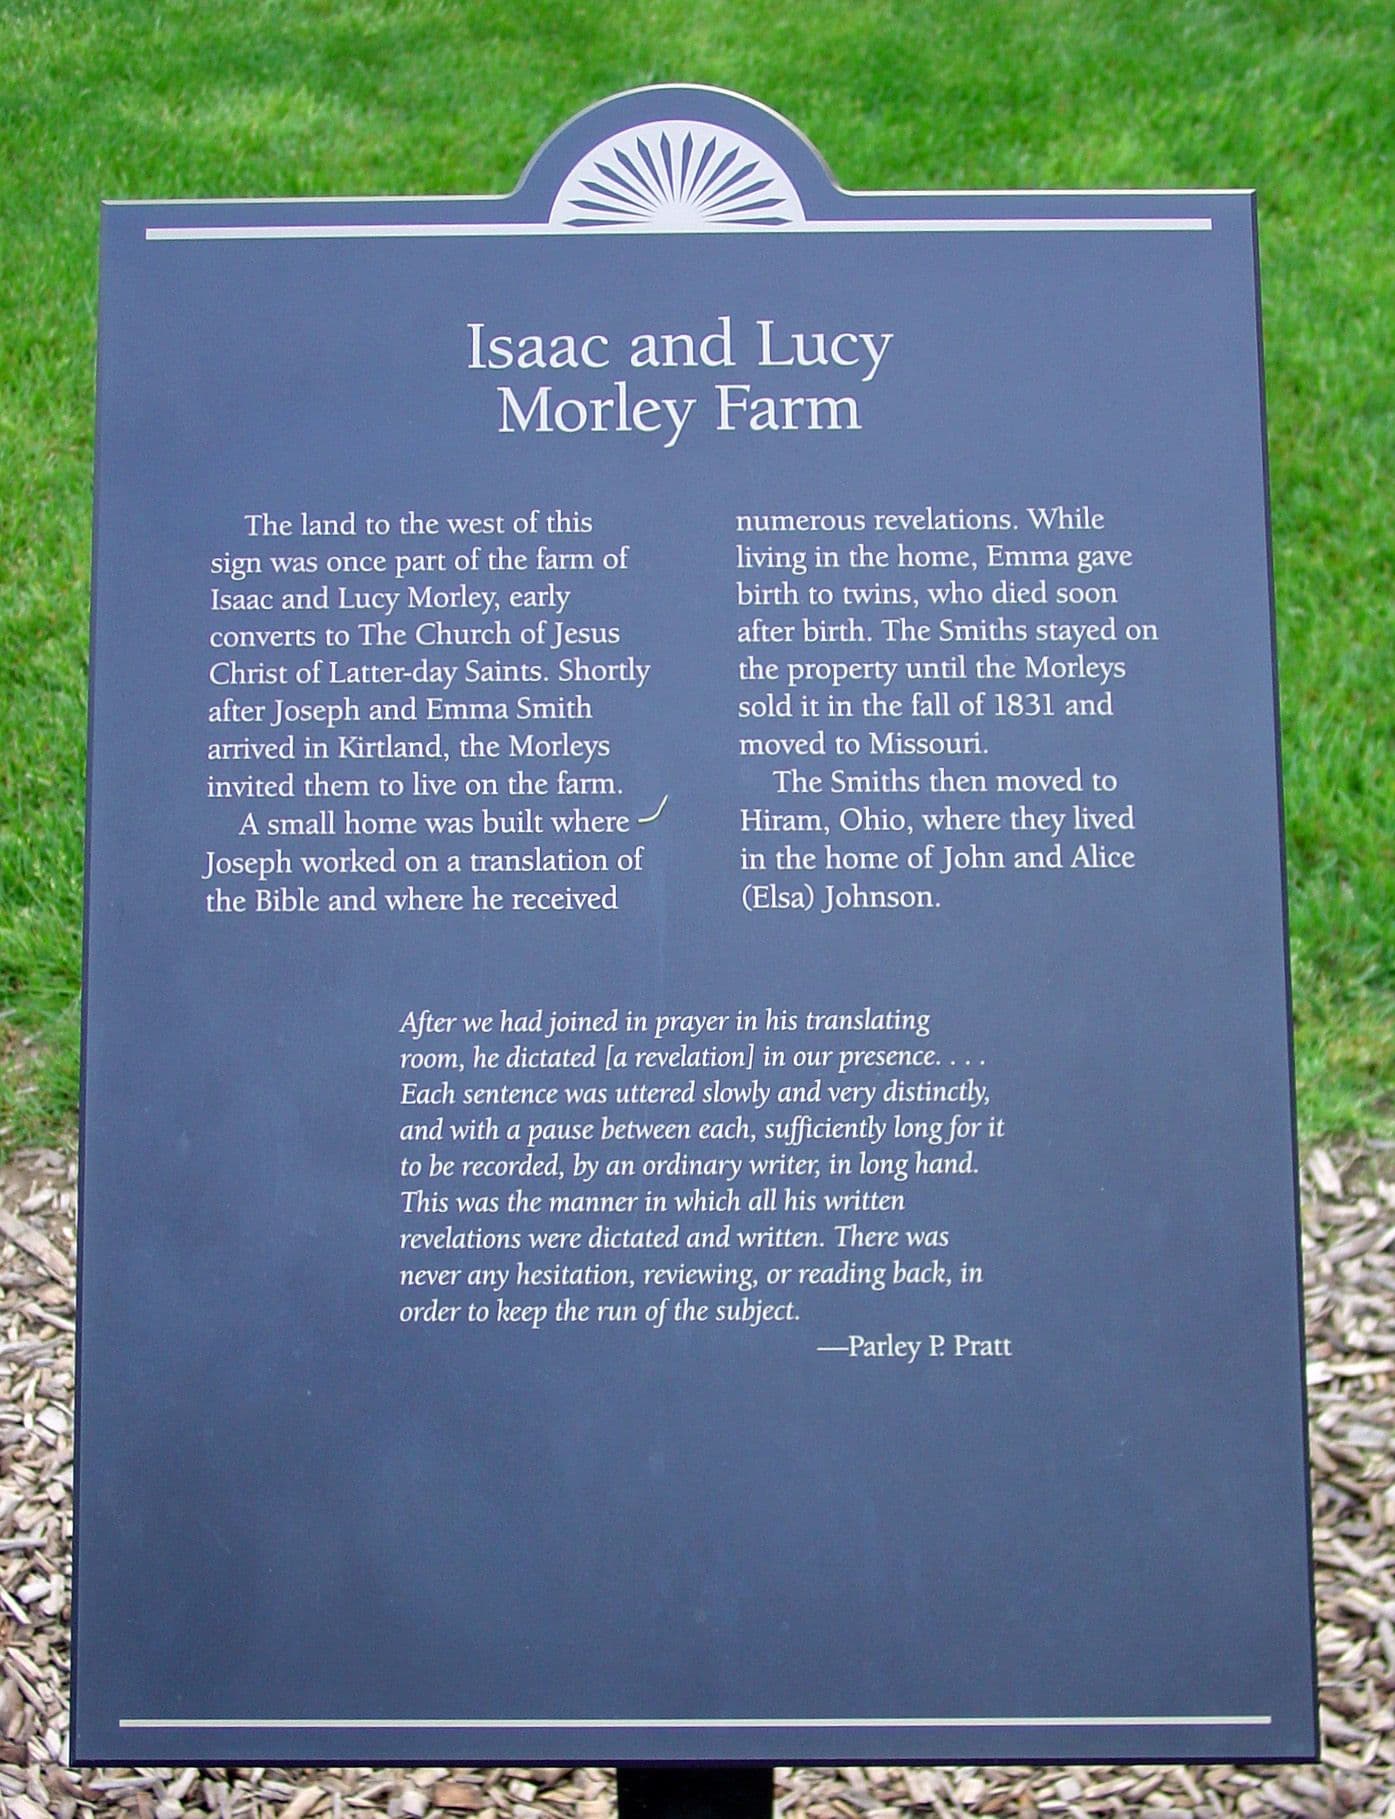 Isaac and Lucy
Morley Farm
The land to the west of this
sign was once part of the farm of
Isaac and Lucy Morley, early
converts to The Church of Jesus
Christ of Latter-day Saints. Shortly
after Joseph and Emma Smith
arrived in Kirtland, the Morleys
invited them to live on the farm.
A small home was built where
Joseph worked on a translation of
the Bible and where he received
numerous revelations. While
living in the home, Emma gave
birth to twins, who died soon
after birth. The Smiths stayed on
the property until the Morleys
sold it in the fall of 1831 and
moved to Missouri.
The Smiths then moved to
Hiram, Ohio, where they lived
in the home of John and Alice
(Elsa) Johnson.
After we had joined in prayer in his translating
room, he dictated [a revelation] in our presence. . . .
Each sentence was uttered slowly and very distinctly,
and with a pause between each, sufficiently long for it
to be recorded, by an ordinary writer, in long hand.
This was the manner in which all his written
revelations were dictated and written. There was
never any hesitation, reviewing, or reading back, in
order to keep the run of the subject.
—Parley P. Pratt